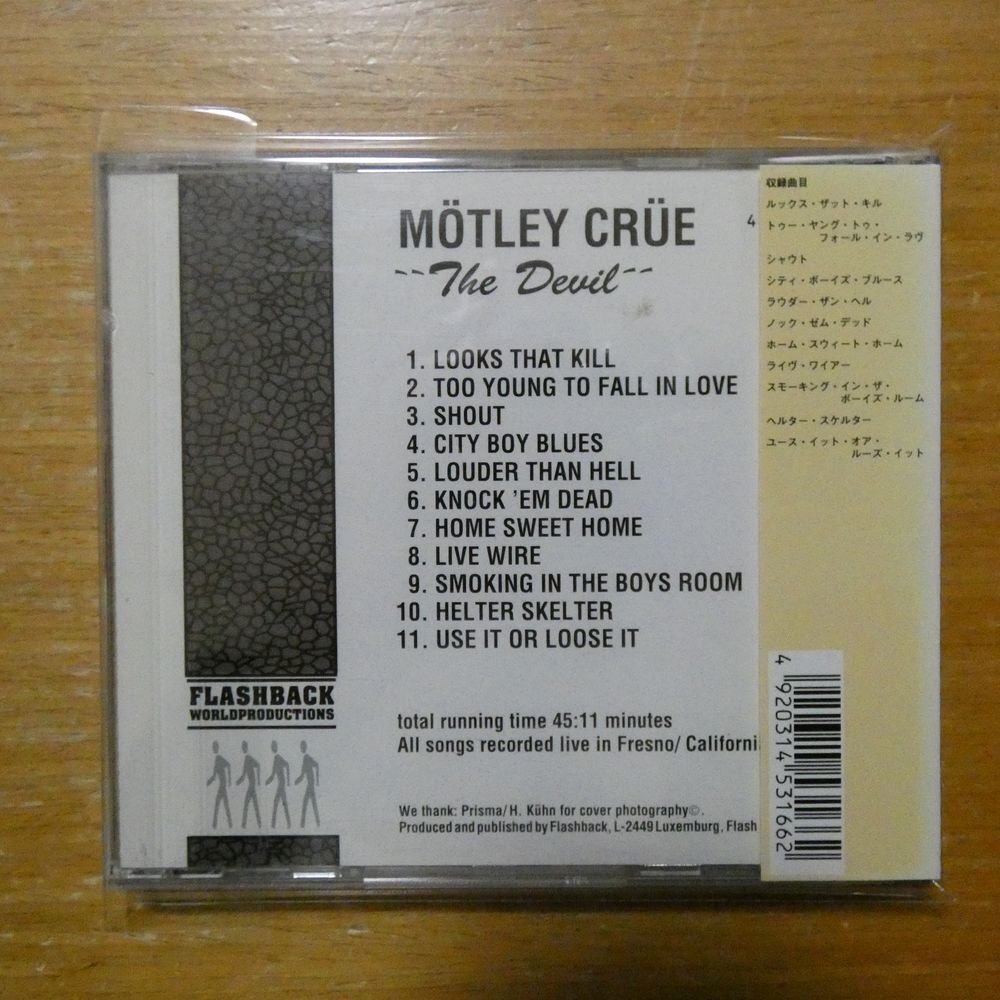 MÖTLEY CRÜE
4
--The Devil--
1. LOOKS THAT KILL
2. TOO YOUNG TO FALL IN LOVE
3. SHOUT
4. CITY BOY BLUES
5. LOUDER THAN HELL
6. KNOCK 'EM DEAD
7. HOME SWEET HOME
8. LIVE WIRE
9. SMOKING IN THE BOYS ROOM
10. HELTER SKELTER
11. USE IT OR LOOSE IT
total running time 45:11 minutes
All songs recorded live in Fresno/ California
We thank: Prisma/ H. Kühn for cover photography©.
Produced and published by Flashback, L-2449 Luxemburg, Flash
FLASHBACK
WORLDPRODUCTIONS
収録曲目
ルックス・ザット・キル
トゥー・ヤング・トゥ・
フォール・イン・ラヴ
シャウト
シティ・ボーイズ・ブルース
ラウダー・ザン・ヘル
ノック・ゼム・デッド
ホーム・スウィート・ホーム
ライヴ・ワイアー
スモーキング・イン・ザ・
ボーイズ・ルーム
ヘルター・スケルター
ユース・イット・オア・
ルーズ・イット
4 920314 531662